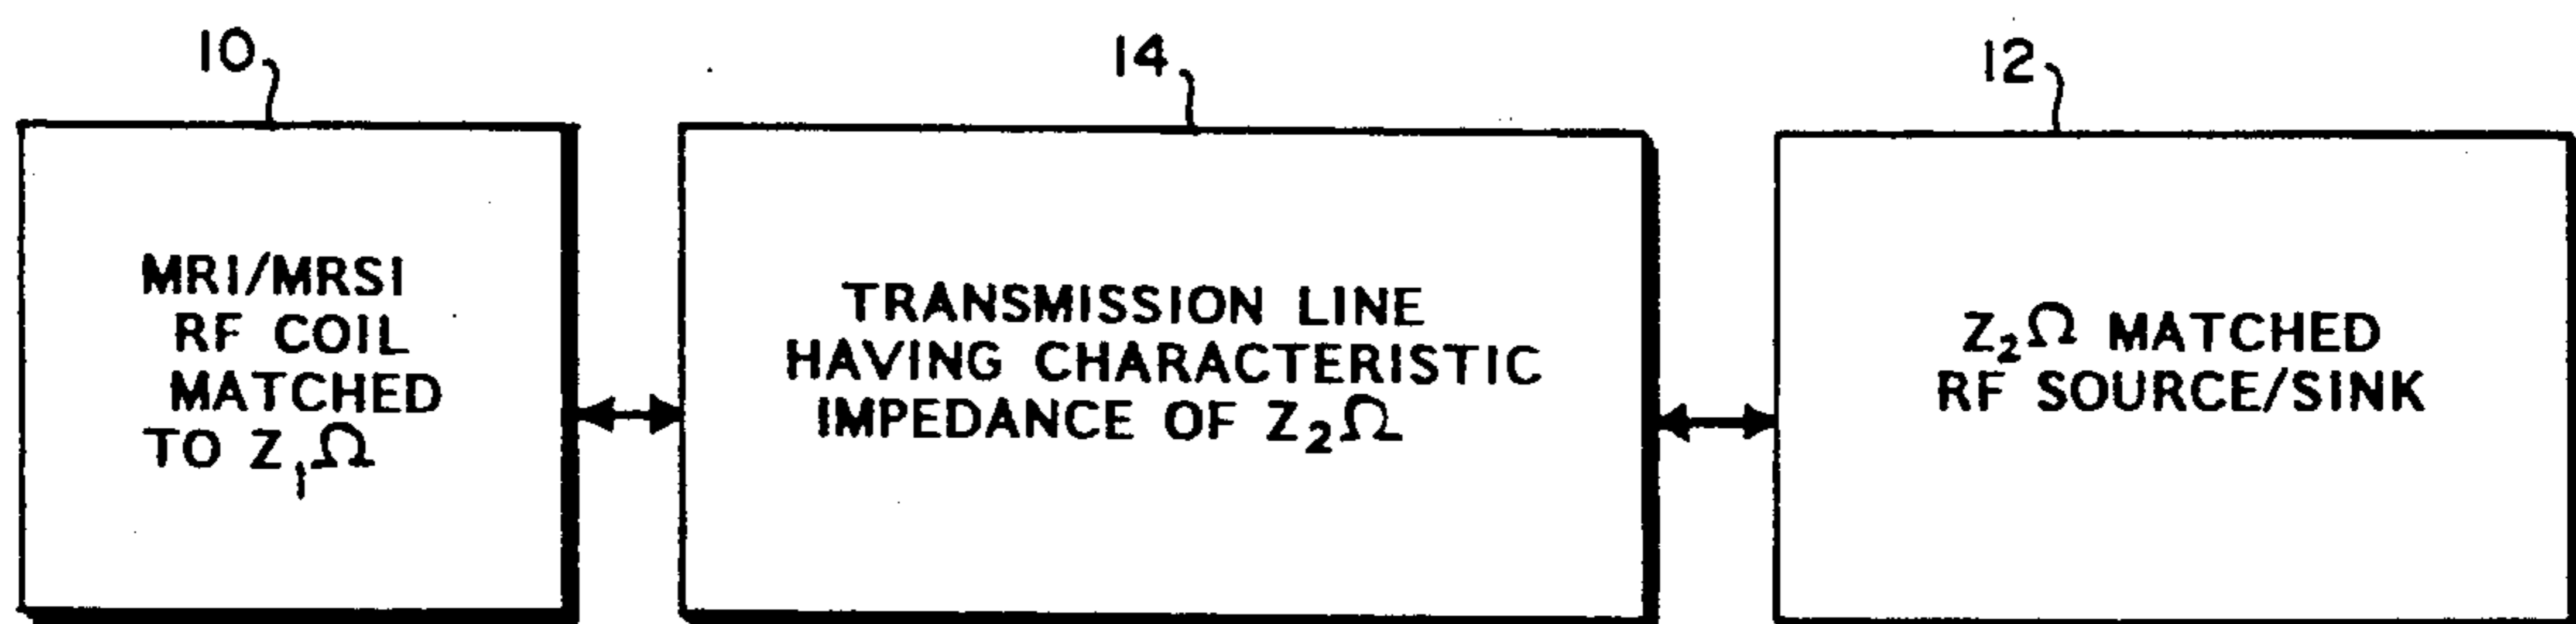 10
14
12
MRI/MRSI
RF COIL
MATCHED
TO Z₁Ω
TRANSMISSION LINE
HAVING CHARACTERISTIC
IMPEDANCE OF Z₂Ω
Z₂Ω MATCHED
RF SOURCE/SINK